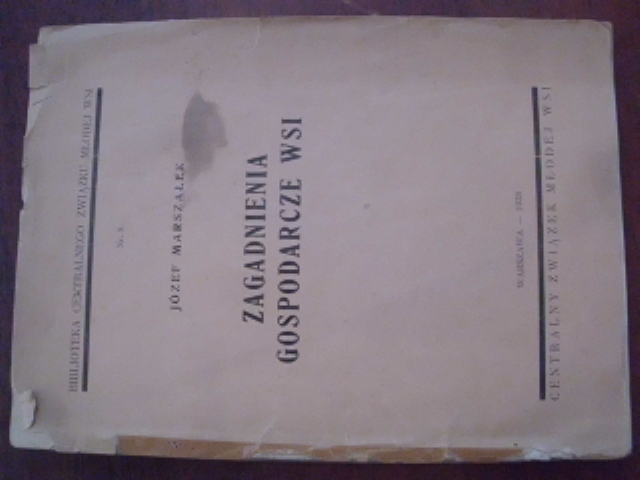 BIBLIOTEKA CENTRALNEGO ZWIĄZKU MŁODEJ WSI
JÓZEF MARSZAŁEK
ZAGADNIENIA
GOSPODARCZE WSI
WARSZAWA —
CENTRALNY ZWIĄZEK MŁODEJ WSI